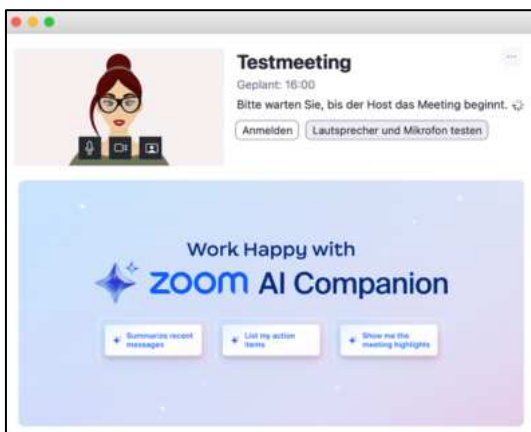 Testmeeting
Geplant: 16:00
Bitte warten Sie, bis der Host das Meeting beginnt.
Anmelden
Lautsprecher und Mikrofon testen
Work Happy with
zoom AI Companion
Summarize recent
messages
List my action
items
Show me the
meeting highlights